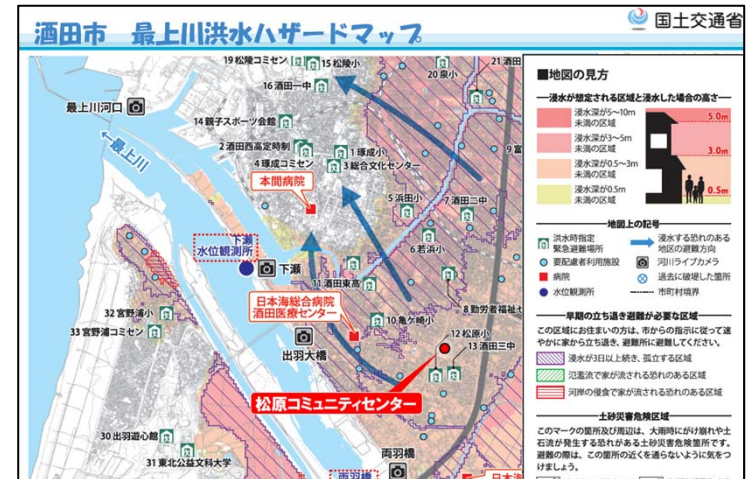 酒田市 最上川洪水ハザードマップ
国土交通省
19 松陵コミセン
15 松陵小
20 泉小
21 酒田
16 酒田一中
最上川河口
14 親子スポーツ会館
←最上川
2 酒田西高定時制
1 琢成小
4 琢成コミセン
3 総合文化センター
本間病院
5 浜田小
7 酒田二中
6 若浜小
下瀬
水位観測所
下瀬
11 酒田東高
8 勤労者福祉セ
日本海総合病院
酒田医療センター
10 亀ケ崎小
32 宮野浦小
33 宮野浦コミセン
出羽大橋
12 松原小
13 酒田三中
松原コミュニティセンター
30 出羽遊心館
31 東北公益文科大学
両羽橋
両羽橋
日本海
■地図の見方
浸水が想定される区域と浸水した場合の高さ
浸水深が5～10m
未満の区域
浸水深が3～5m
未満の区域
浸水深が0.5～3m
未満の区域
浸水深が0.5m
未満の区域
5.0m
3.0m
0.5m
地図上の記号
洪水時指定
緊急避難場所
浸水する恐れのある
地区の避難方向
要配慮者利用施設
河川ライブカメラ
病院
過去に破堤した箇所
水位観測所
市町村境界
早期の立ち退き避難が必要な区域
この区域にお住まいの方は、市からの指示に従って速
やかに家から立ち退き、避難所に避難してください。
浸水が3日以上続き、孤立する区域
氾濫流で家が流される恐れのある区域
河岸の侵食で家が流される恐れのある区域
土砂災害危険区域
このマークの箇所及び周辺は、大雨時にがけ崩れや土
石流が発生する恐れがある土砂災害危険箇所です。
避難の際は、この箇所の近くを通らないように気をつ
けましょう。